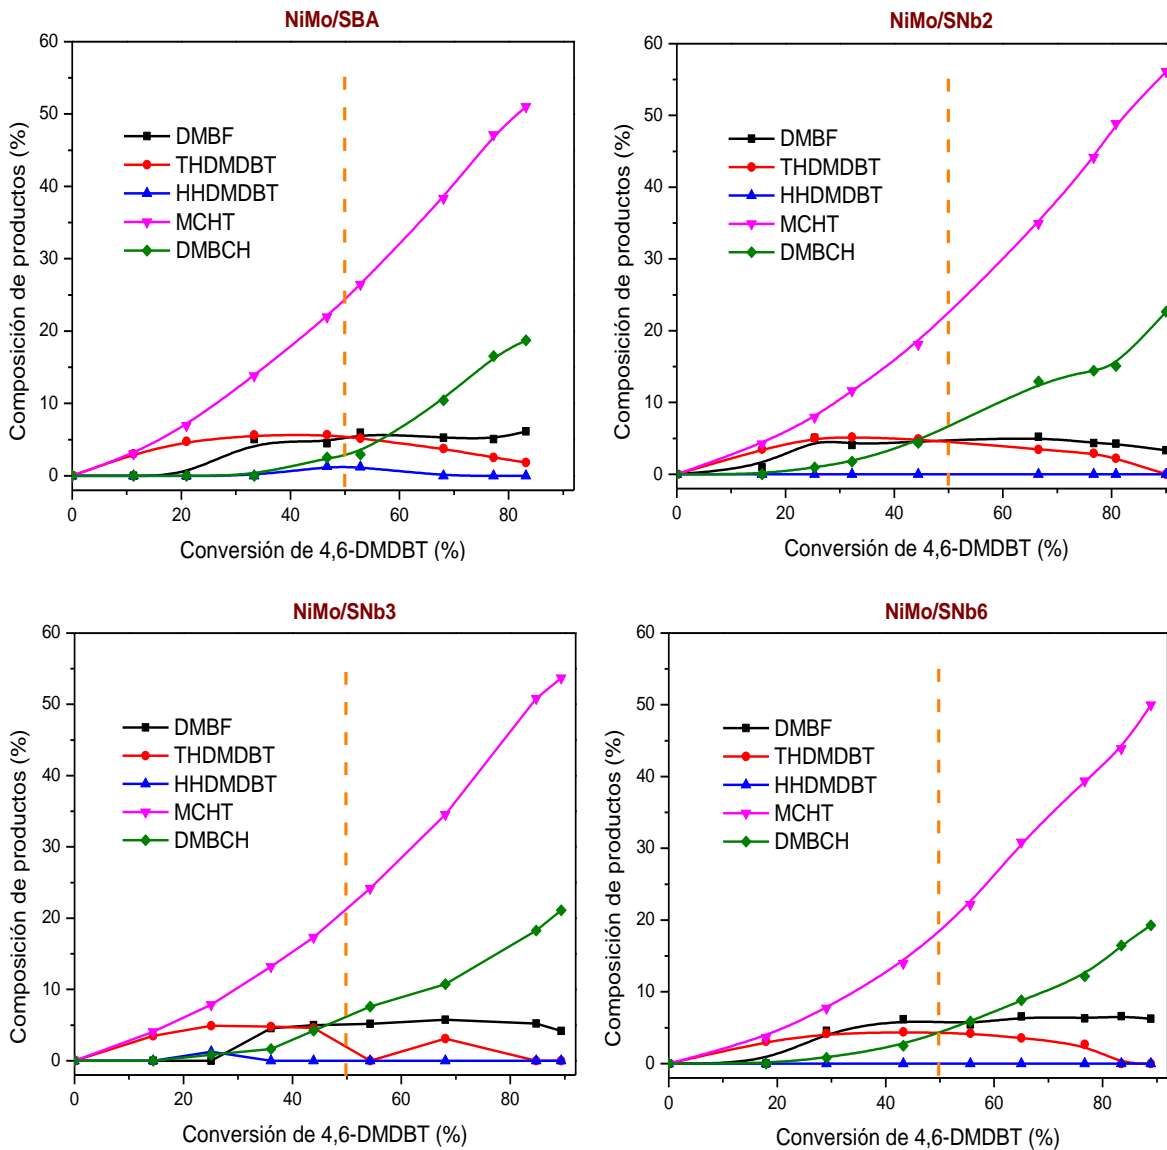 NiMo/SBA
60
50
40
30
20
10
0
0
20
40
60
80
Composición de productos (%)
Conversión de 4,6-DMDBT (%)
DMBF
THDMDBT
HHDMDBT
MCHT
DMBCH
NiMo/SNb2
60
50
40
30
20
10
0
0
20
40
60
80
Composición de productos (%)
Conversión de 4,6-DMDBT (%)
DMBF
THDMDBT
HHDMDBT
MCHT
DMBCH
NiMo/SNb3
60
50
40
30
20
10
0
0
20
40
60
80
Composición de productos (%)
Conversión de 4,6-DMDBT (%)
DMBF
THDMDBT
HHDMDBT
MCHT
DMBCH
NiMo/SNb6
60
50
40
30
20
10
0
0
20
40
60
80
Composición de productos (%)
Conversión de 4,6-DMDBT (%)
DMBF
THDMDBT
HHDMDBT
MCHT
DMBCH